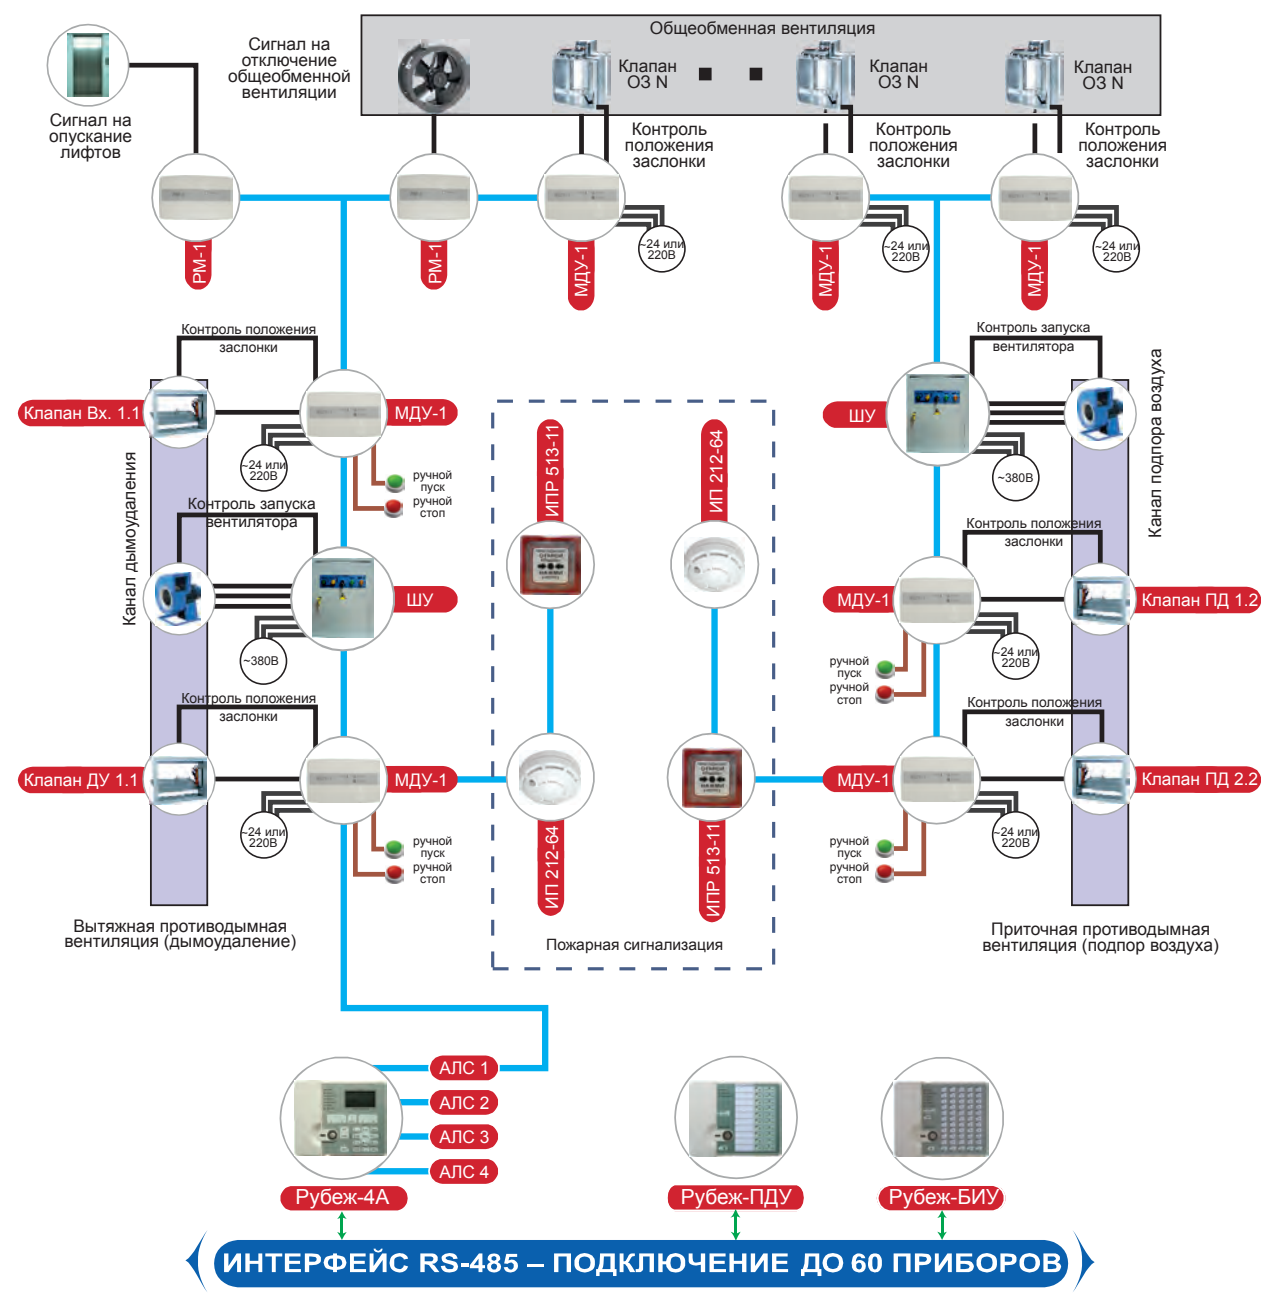 Общеобменная вентиляция
Сигнал на
отключение
общеобменной
вентиляции
Клапан
ОЗ N
Клапан
ОЗ N
Клапан
ОЗ N
Сигнал на
опускание
лифтов
Контроль
положения
заслонки
Контроль
положения
заслонки
Контроль
положения
заслонки
РМ-1
РМ-1
МДУ-1
~24 или
220В
МДУ-1
~24 или
220В
МДУ-1
~24 или
220В
Контроль положения
заслонки
Клапан Вх. 1.1
МДУ-1
~24 или
220В
ручной
пуск
ручной
стоп
Канал дымоудаления
Контроль запуска
вентилятора
ШУ
~380В
Контроль положения
заслонки
Клапан ДУ 1.1
МДУ-1
~24 или
220В
ручной
пуск
ручной
стоп
Вытяжная противодымная
вентиляция (дымоудаление)
ИПР 513-11
ИП 212-64
ИП 212-64
ИПР 513-11
Пожарная сигнализация
Контроль запуска
вентилятора
ШУ
~380В
Канал подпора воздуха
Контроль положения
заслонки
МДУ-1
Клапан ПД 1.2
~24 или
220В
ручной
пуск
ручной
стоп
Контроль положения
заслонки
МДУ-1
Клапан ПД 2.2
~24 или
220В
ручной
пуск
ручной
стоп
Приточная противодымная
вентиляция (подпор воздуха)
АЛС 1
АЛС 2
АЛС 3
АЛС 4
Рубеж-4А
Рубеж-ПДУ
Рубеж-БИУ
ИНТЕРФЕЙС RS-485 – ПОДКЛЮЧЕНИЕ ДО 60 ПРИБОРОВ